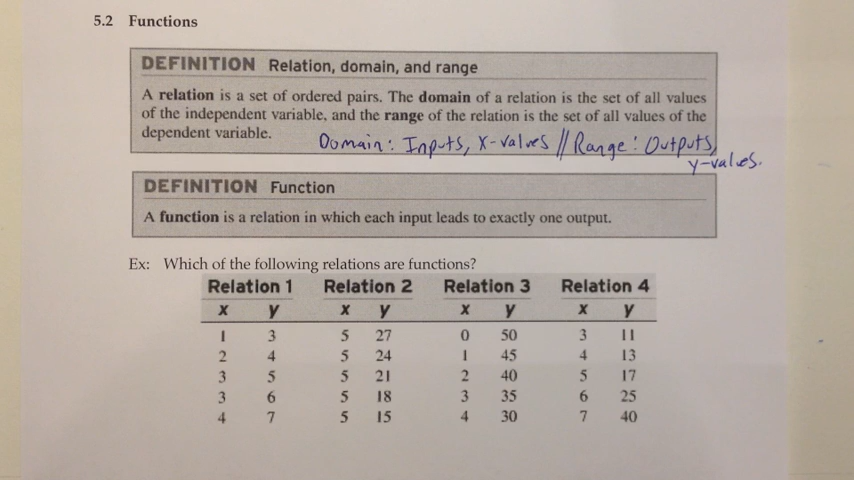 5.2 Functions
DEFINITION Relation, domain, and range
A relation is a set of ordered pairs. The domain of a relation is the set of all values
of the independent variable, and the range of the relation is the set of all values of the
dependent variable.
Domain: Inputs, x-values // Range: Outputs,
y-values.
DEFINITION Function
A function is a relation in which each input leads to exactly one output.
Ex: Which of the following relations are functions?
Relation 1 Relation 2 Relation 3 Relation 4
x y x y x y x y
1 3 5 27 0 50 3 11
2 4 5 24 1 45 4 13
3 5 5 21 2 40 5 17
3 6 5 18 3 35 6 25
4 7 5 15 4 30 7 40